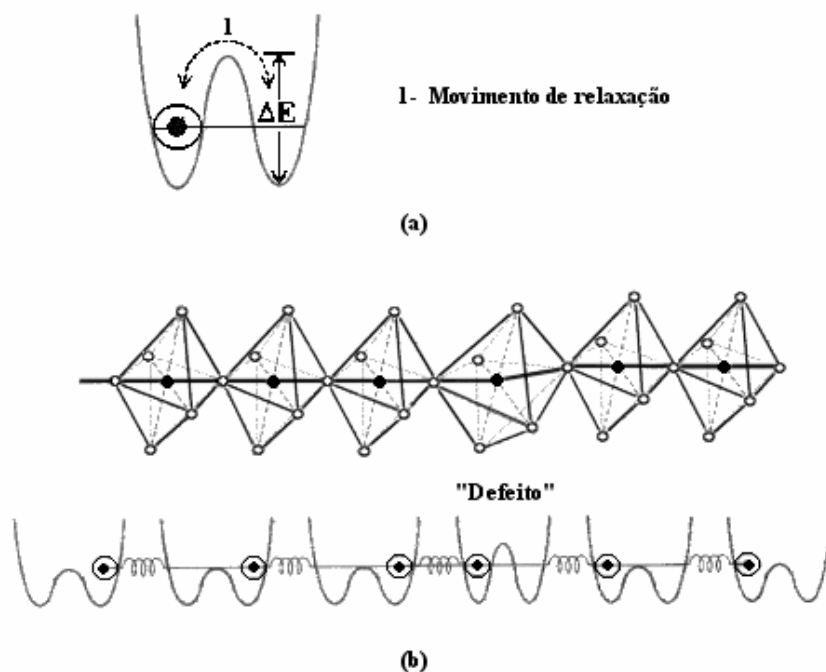 1
ΔE
1- Movimento de relaxação
(a)
"Defeito"
(b)